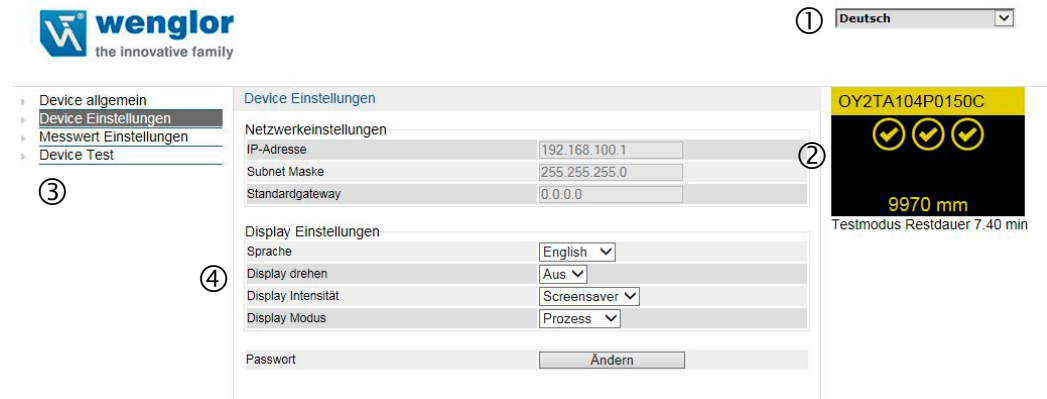 wenglor
the innovative family
① Deutsch
Device allgemein
Device Einstellungen
Messwert Einstellungen
Device Test
③
Device Einstellungen
Netzwerkeinstellungen
IP-Adresse 192.168.100.1
Subnet Maske 255.255.255.0
Standardgateway 0.0.0.0
Display Einstellungen
Sprache English
④ Display drehen Aus
Display Intensität Screensaver
Display Modus Prozess
Passwort Ändern
②
OY2TA104P0150C
9970 mm
Testmodus Restdauer 7.40 min